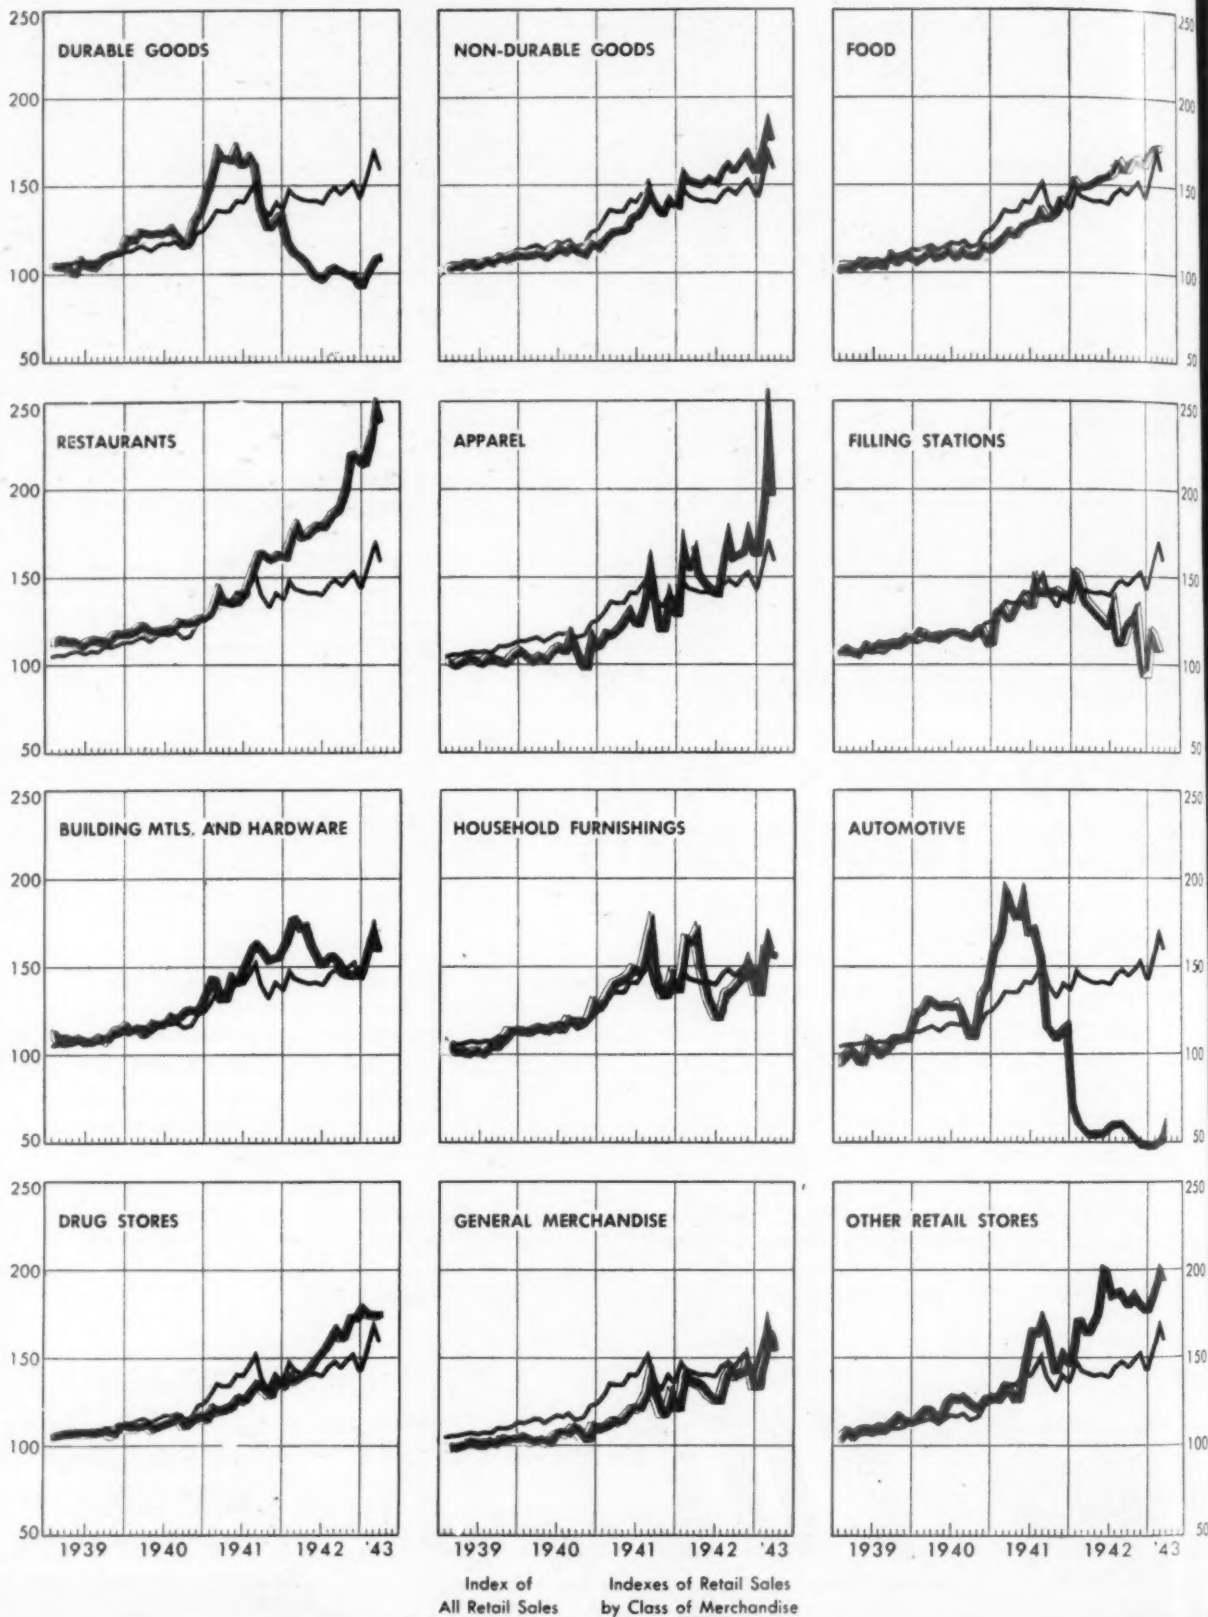 250 250
DURABLE GOODS NON-DURABLE GOODS FOOD
200 200
150 150
100 100
50 50
250 250
RESTAURANTS APPAREL FILLING STATIONS
200 200
150 150
100 100
50 50
250 250
BUILDING MTLS. AND HARDWARE HOUSEHOLD FURNISHINGS AUTOMOTIVE
200 200
150 150
100 100
50 50
250 250
DRUG STORES GENERAL MERCHANDISE OTHER RETAIL STORES
200 200
150 150
100 100
50 50
1939 1940 1941 1942 '43 1939 1940 1941 1942 '43 1939 1940 1941 1942 '43
Index of Indexes of Retail Sales
All Retail Sales by Class of Merchandise